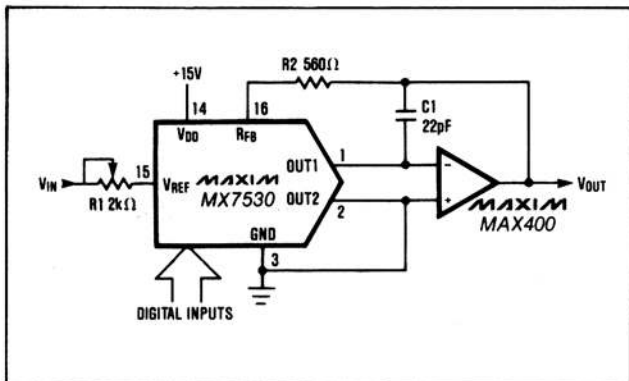 R2 560Ω
+15V
14
16
C1
22pF
VDD
RFB
1
VIN
15
VREF
MAXIM
OUT1
-
R1 2kΩ
MX7530
OUT2
+
VOUT
2
MAXIM
MAX400
GND
3
DIGITAL INPUTS